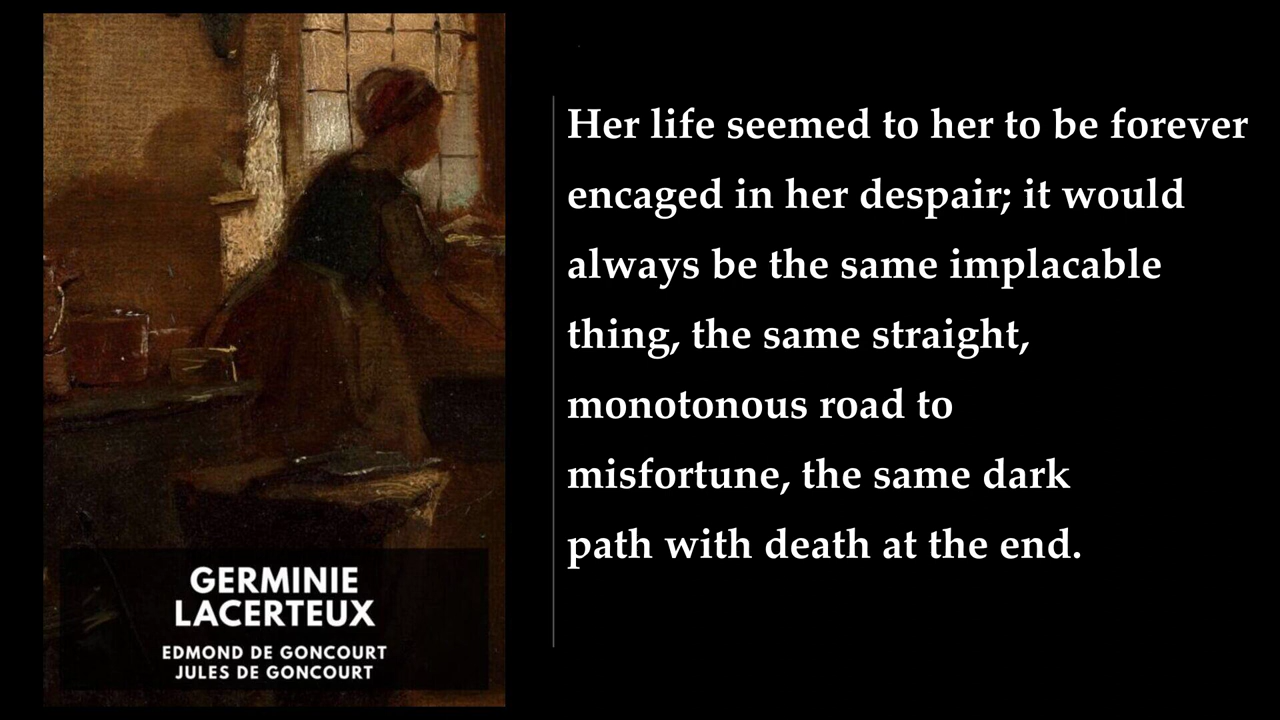 Her life seemed to her to be forever
encaged in her despair; it would
always be the same implacable
thing, the same straight,
monotonous road to
misfortune, the same dark
path with death at the end.
GERMINIE
LACERTEUX
EDMOND DE GONCOURT
JULES DE GONCOURT